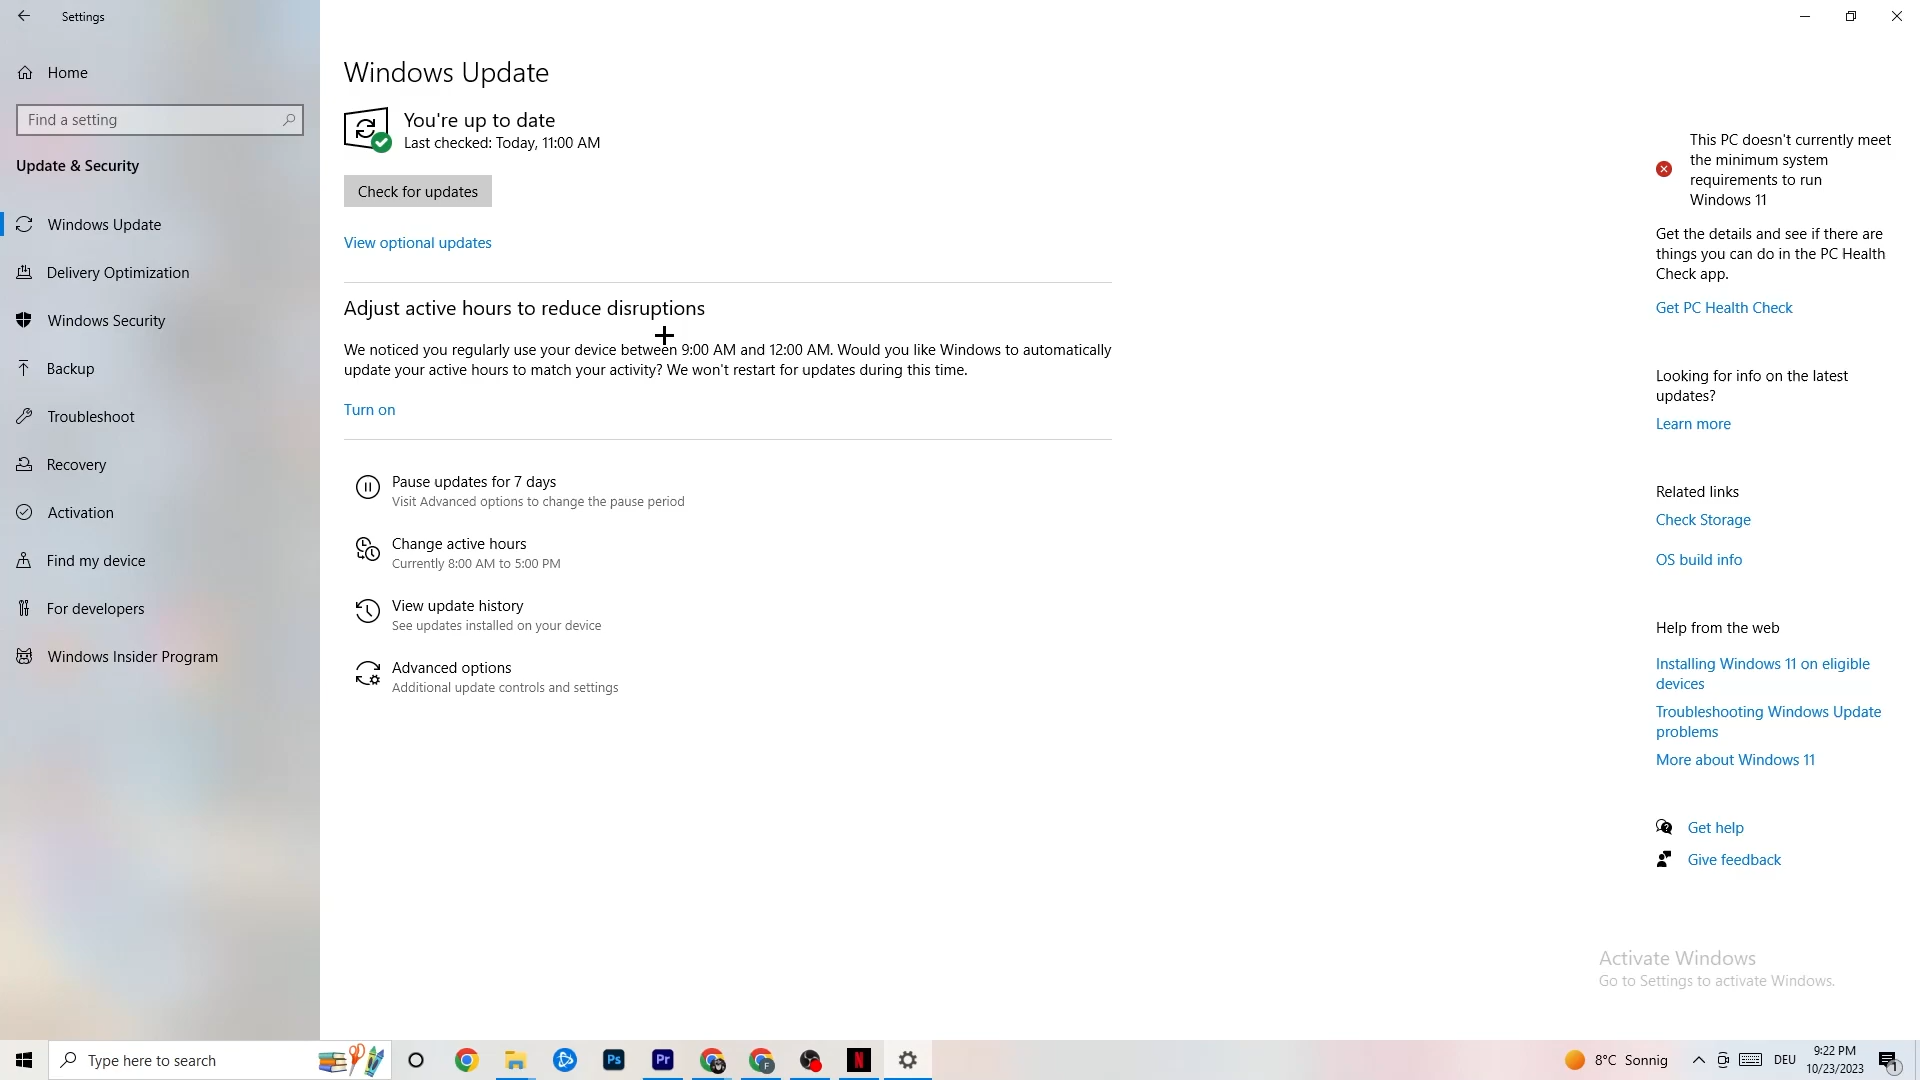 Settings
Home
Find a setting
Update & Security
Windows Update
Delivery Optimization
Windows Security
Backup
Troubleshoot
Recovery
Activation
Find my device
For developers
Windows Insider Program
Windows Update
You're up to date
Last checked: Today, 11:00 AM
Check for updates
View optional updates
Adjust active hours to reduce disruptions
We noticed you regularly use your device between 9:00 AM and 12:00 AM. Would you like Windows to automatically
update your active hours to match your activity? We won't restart for updates during this time.
Turn on
Pause updates for 7 days
Visit Advanced options to change the pause period
Change active hours
Currently 8:00 AM to 5:00 PM
View update history
See updates installed on your device
Advanced options
Additional update controls and settings
This PC doesn't currently meet
the minimum system
requirements to run
Windows 11
Get the details and see if there are
things you can do in the PC Health
Check app.
Get PC Health Check
Looking for info on the latest
updates?
Learn more
Related links
Check Storage
OS build info
Help from the web
Installing Windows 11 on eligible
devices
Troubleshooting Windows Update
problems
More about Windows 11
Get help
Give feedback
Activate Windows
Go to Settings to activate Windows.
Type here to search
Ps
Pr
F
N
8°C Sonnig
DEU
9:22 PM
10/23/2023
1